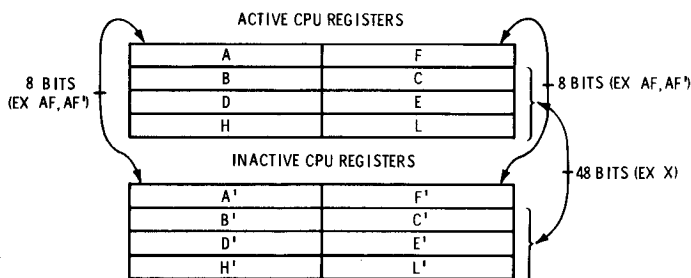 ACTIVE CPU REGISTERS
A F
B C
D E
H L
8 BITS
(EX AF, AF')
8 BITS (EX AF, AF')
INACTIVE CPU REGISTERS
48 BITS (EX X)
A' F'
B' C'
D' E'
H' L'